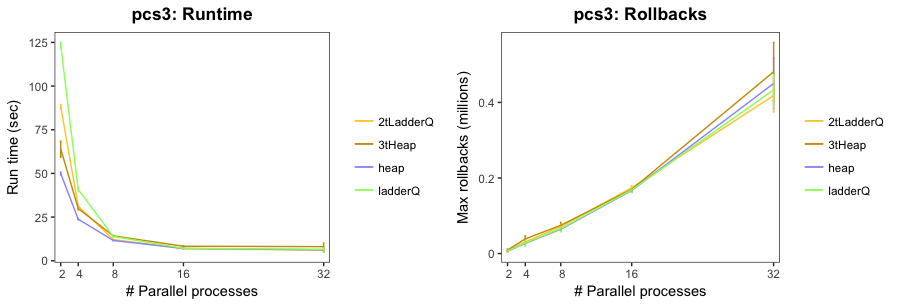 pcs3: Runtime
Run time (sec)
125
100
75
50
25
0
2 4 8 16 32
# Parallel processes
2tLadderQ
3tHeap
heap
ladderQ
pcs3: Rollbacks
Max rollbacks (millions)
0.4
0.2
0
2 4 8 16 32
# Parallel processes
2tLadderQ
3tHeap
heap
ladderQ